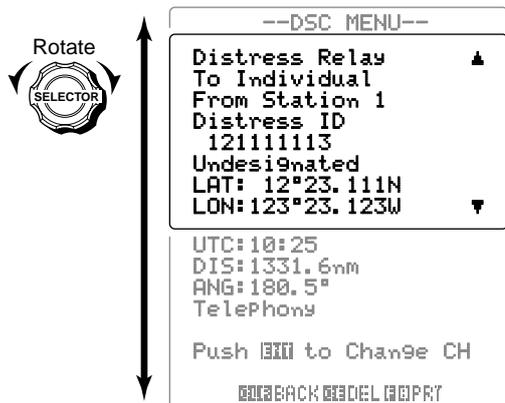 Rotate
SELECTOR
--DSC MENU--
Distress Relay
To Individual
From Station 1
Distress ID
121111113
Undesignated
LAT: 12°23.111N
LON:123°23.123W
UTC:10:25
DIS:1331.6nm
ANG:180.5°
Telephony
Push to Change CH
BACK DEL PRT